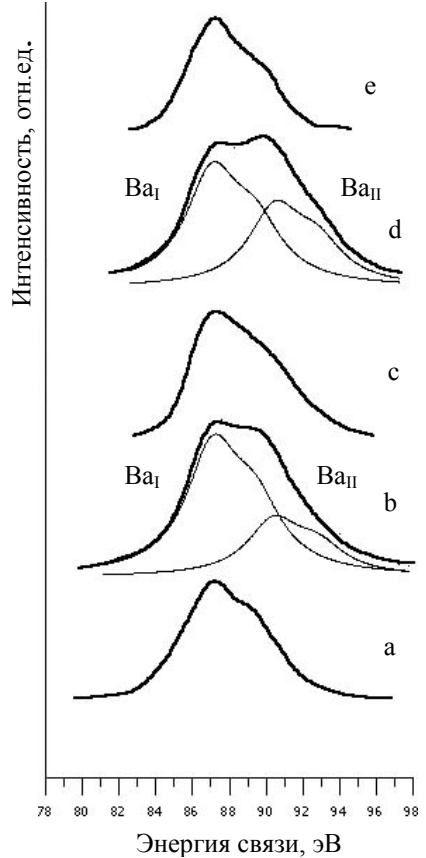 Интенсивность, отн.ед.
e
Ba_I Ba_II
d
c
Ba_I Ba_II
b
a
78 80 82 84 86 88 90 92 94 96 98
Энергия связи, эВ